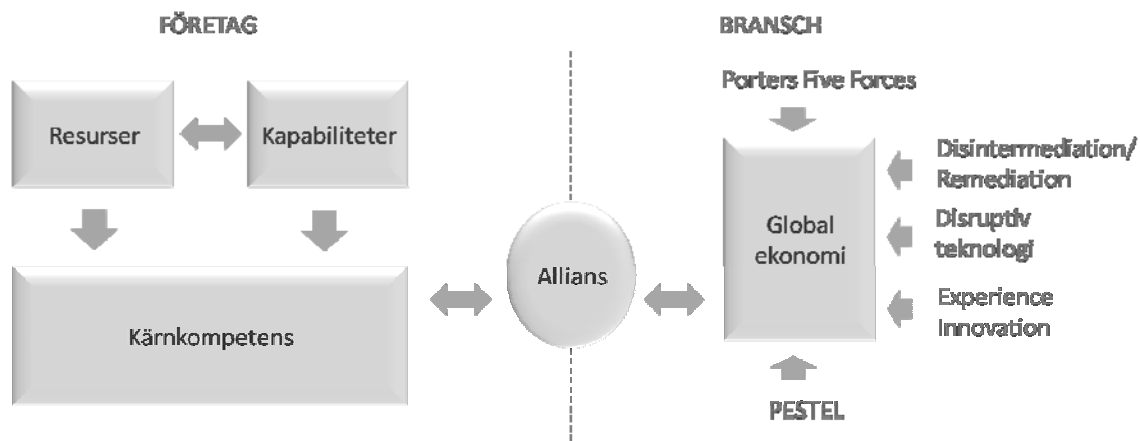 FÖRETAG
BRANSCH
Porters Five Forces
Resurser
Kapabiliteter
Disintermediation/
Remediation
Global
ekonomi
Disruptiv
teknologi
Allians
Experience
Innovation
Kärnkompetens
PESTEL